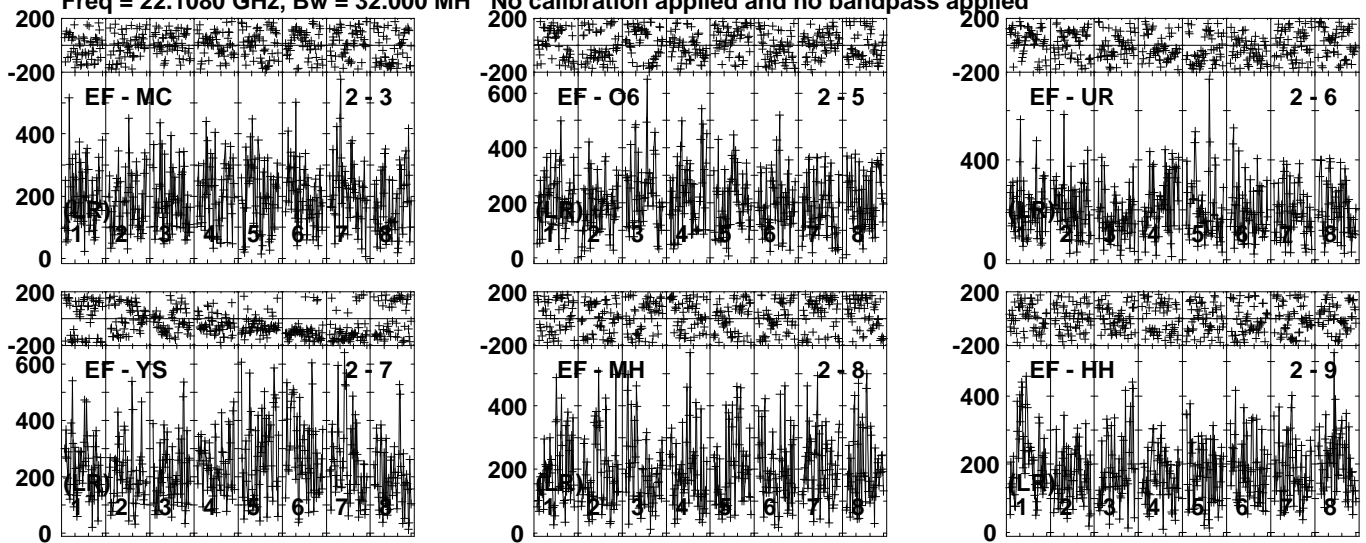 Freq = 22.1080 GHz, Bw = 32.000 MH No calibration applied and no bandpass applied
200
-200
EF - MC 2 - 3
400
200
0
(LR)
1 2 3 4 5 6 7 8
200
-200
EF - O6 2 - 5
600
400
200
0
(LR)
1 2 3 4 5 6 7 8
200
-200
EF - UR 2 - 6
400
0
(LR)
1 2 3 4 5 6 7 8
200
-200
EF - YS 2 - 7
600
400
200
0
(LR)
1 2 3 4 5 6 7 8
200
-200
EF - MH 2 - 8
400
200
0
(LR)
1 2 3 4 5 6 7 8
200
-200
EF - HH 2 - 9
400
200
0
(LR)
1 2 3 4 5 6 7 8